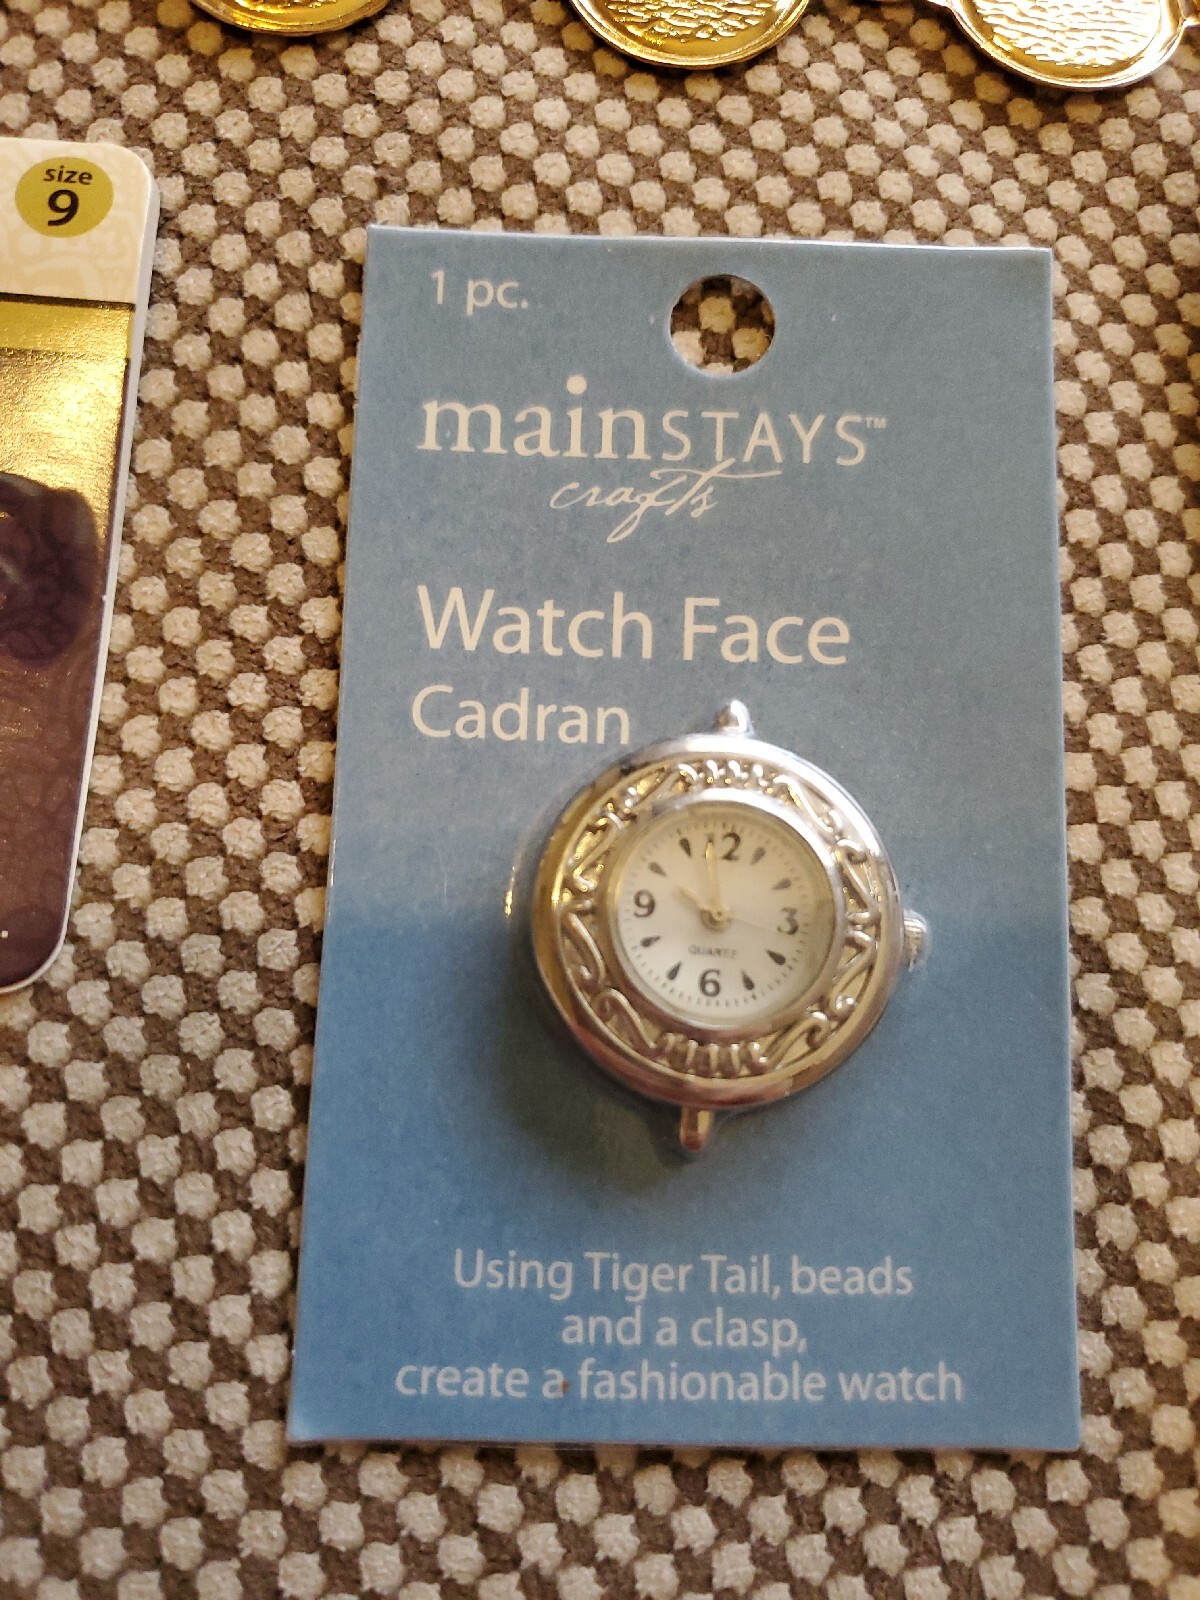 size
9
1 pc.
mainSTAYS™
crafts
Watch Face
Cadran
12
9
3
QUARTZ
6
Using Tiger Tail, beads
and a clasp,
create a fashionable watch